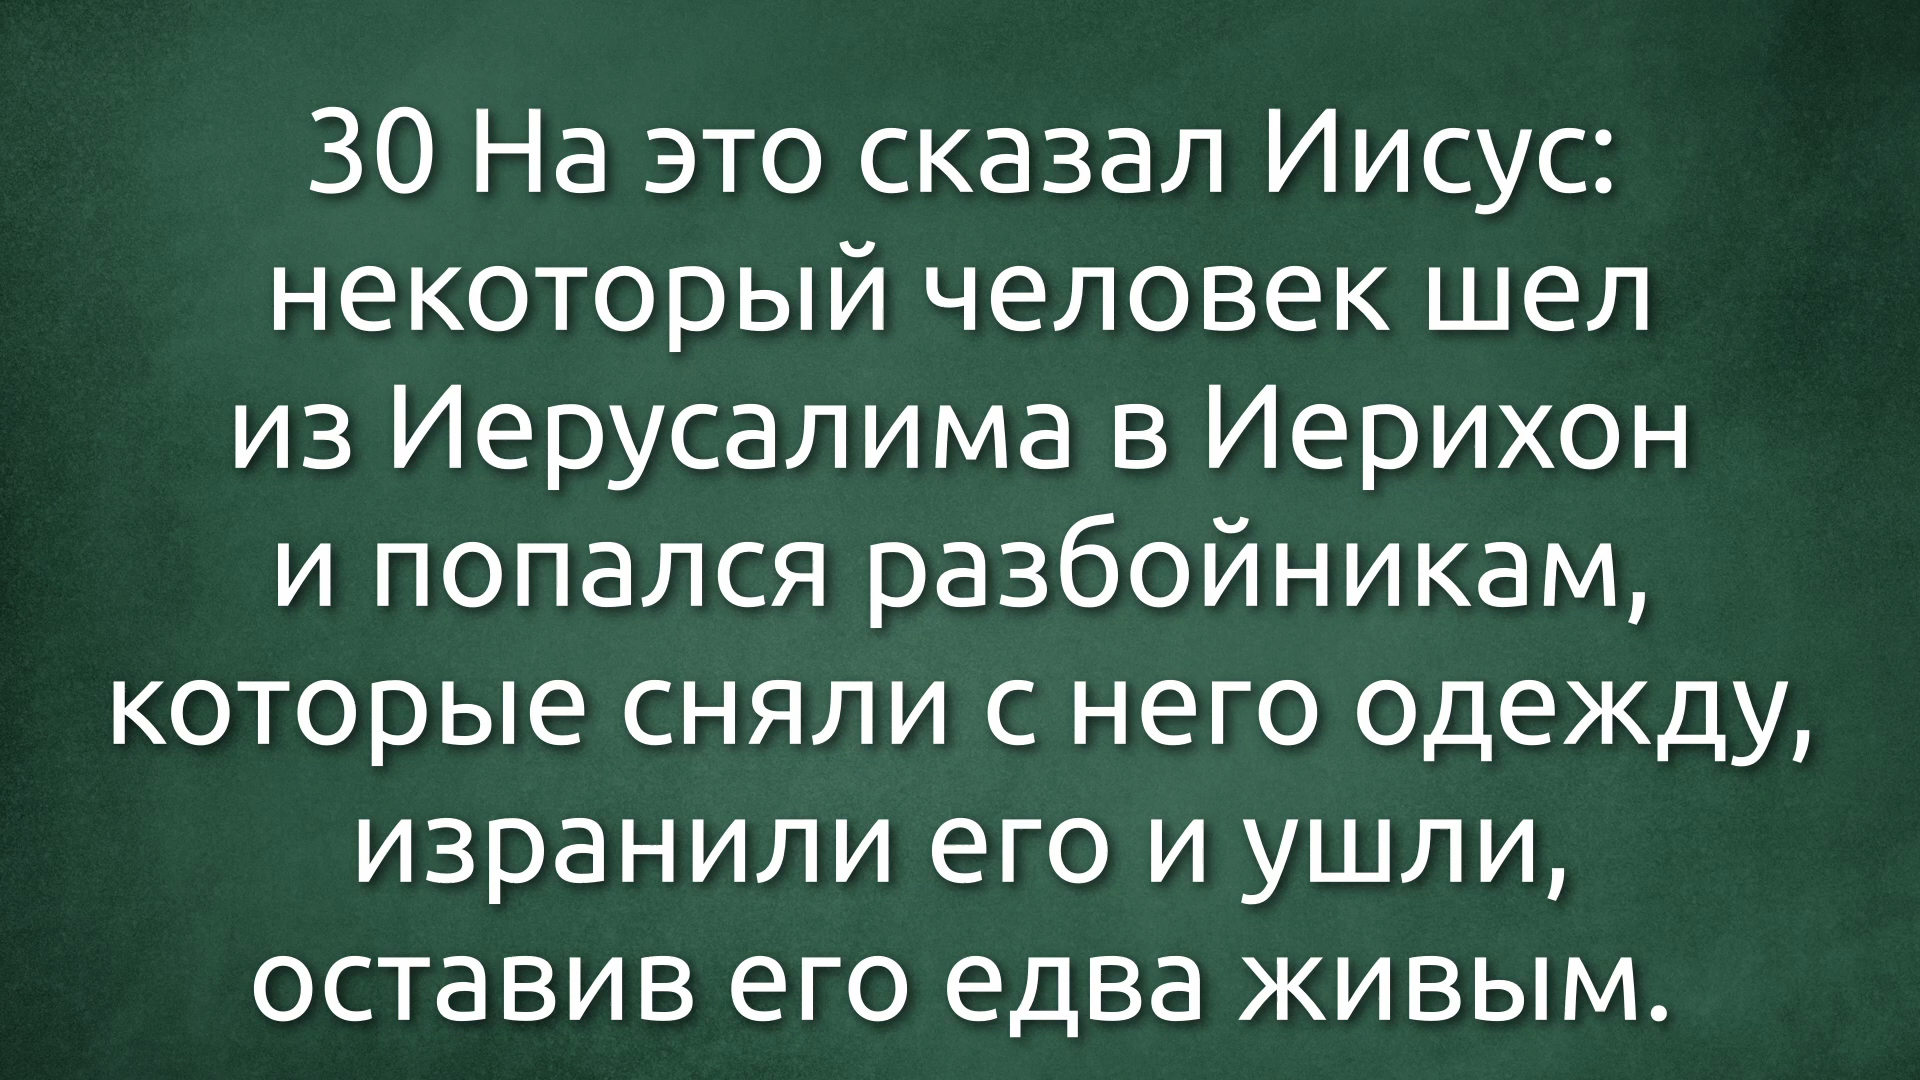 30 На это сказал Иисус:
некоторый человек шел
из Иерусалима в Иерихон
и попался разбойникам,
которые сняли с него одежду,
изранили его и ушли,
оставив его едва живым.